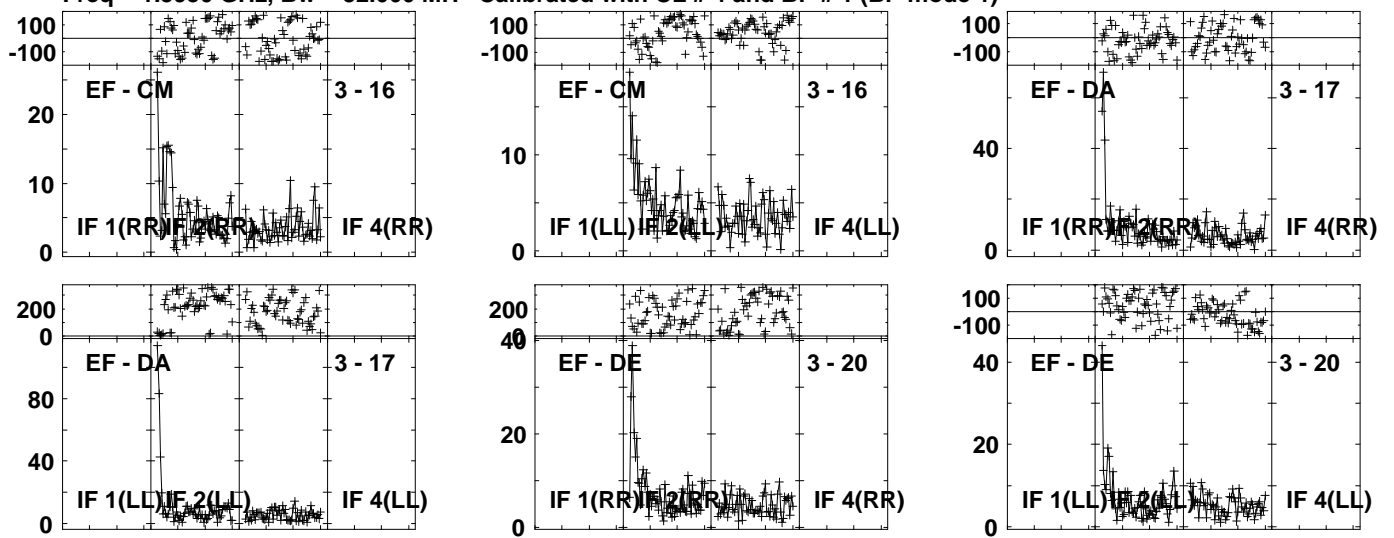 100
-100
EF - CM
3 - 16
20
10
0
IF 1(RR)
IF 2(RR)
IF 4(RR)
100
-100
EF - CM
3 - 16
10
0
IF 1(LL)
IF 2(LL)
IF 4(LL)
100
-100
EF - DA
3 - 17
40
0
IF 1(RR)
IF 2(RR)
IF 4(RR)
200
0
EF - DA
3 - 17
80
40
0
IF 1(LL)
IF 2(LL)
IF 4(LL)
200
0
40
EF - DE
3 - 20
20
0
IF 1(RR)
IF 2(RR)
IF 4(RR)
100
-100
40
EF - DE
3 - 20
20
0
IF 1(LL)
IF 2(LL)
IF 4(LL)